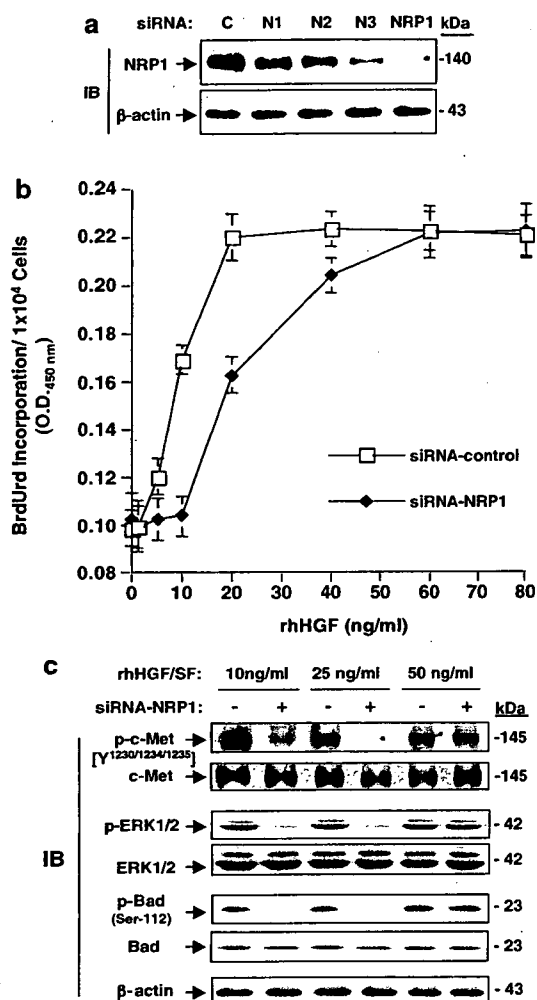 a
siRNA: C N1 N2 N3 NRP1 kDa
NRP1 -140
IB
β-actin - 43
b
BrdUrd Incorporation/ 1x10⁴ Cells
(O.D.450 nm)
0.24
0.22
0.20
0.18
0.16
0.14
0.12
0.10
0.08
siRNA-control
siRNA-NRP1
0 10 20 30 40 50 60 70 80
rhHGF (ng/ml)
c
rhHGF/SF: 10ng/ml 25 ng/ml 50 ng/ml
siRNA-NRP1: - + - + - + kDa
p-c-Met -145
[Y1230/1234/1235]
c-Met -145
p-ERK1/2 - 42
IB
ERK1/2 - 42
p-Bad - 23
(Ser-112)
Bad - 23
β-actin - 43